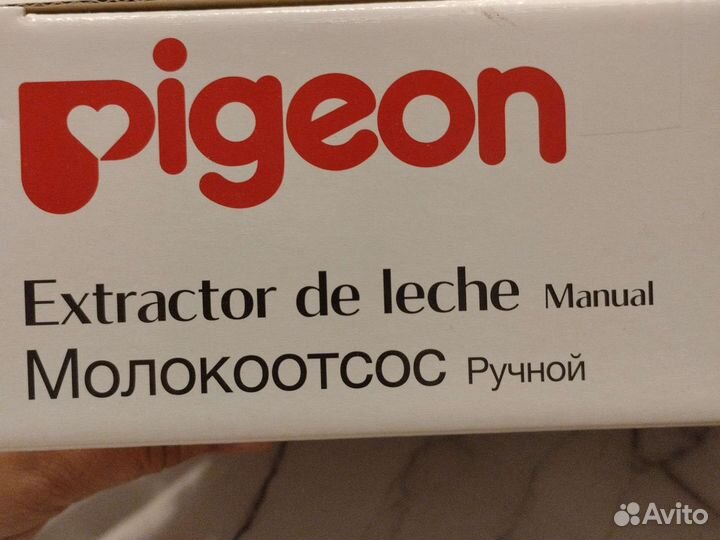 pigeon
Extractor de leche Manual
Молокоотсос Ручной
Avito